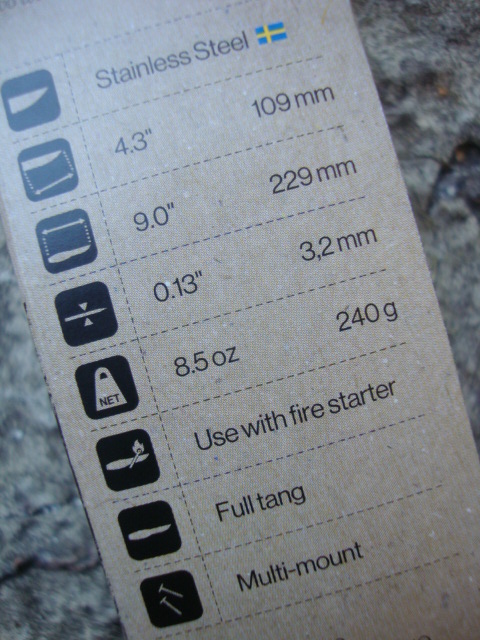 Stainless Steel
4.3" 109 mm
9.0" 229 mm
0.13" 3,2 mm
8.5 oz 240 g
NET
Use with fire starter
Full tang
Multi-mount